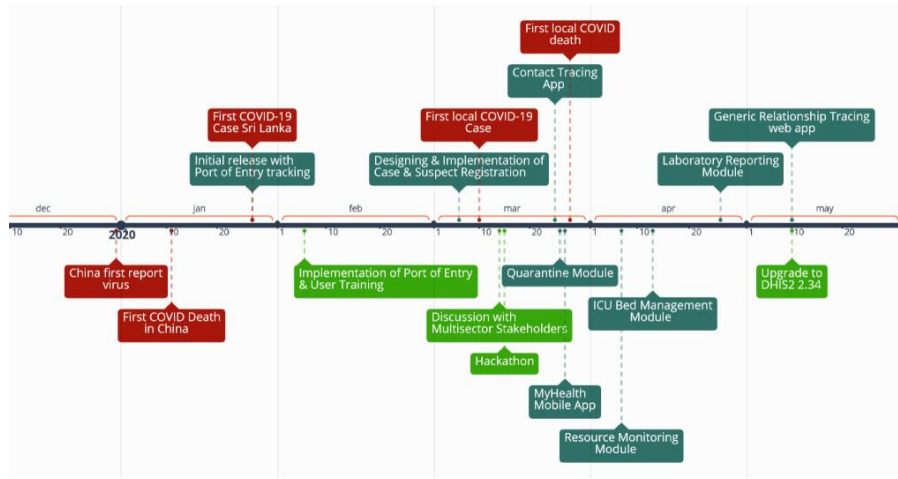 First local COVID
death
Contact Tracing
App
First COVID-19
Case Sri Lanka
First local COVID-19
Case
Generic Relationship Tracing
web app
Initial release with
Port of Entry tracking
Designing & Implementation of
Case & Suspect Registration
Laboratory Reporting
Module
dec
jan
feb
mar
apr
may
10
20
2020
10
20
1
10
20
1
10
20
1
10
20
1
10
20
China first report
virus
Implementation of Port of Entry
& User Training
Quarantine Module
Upgrade to
DHIS2 2.34
First COVID Death
in China
Discussion with
Multisector Stakeholders
ICU Bed Management
Module
Hackathon
MyHealth
Mobile App
Resource Monitoring
Module